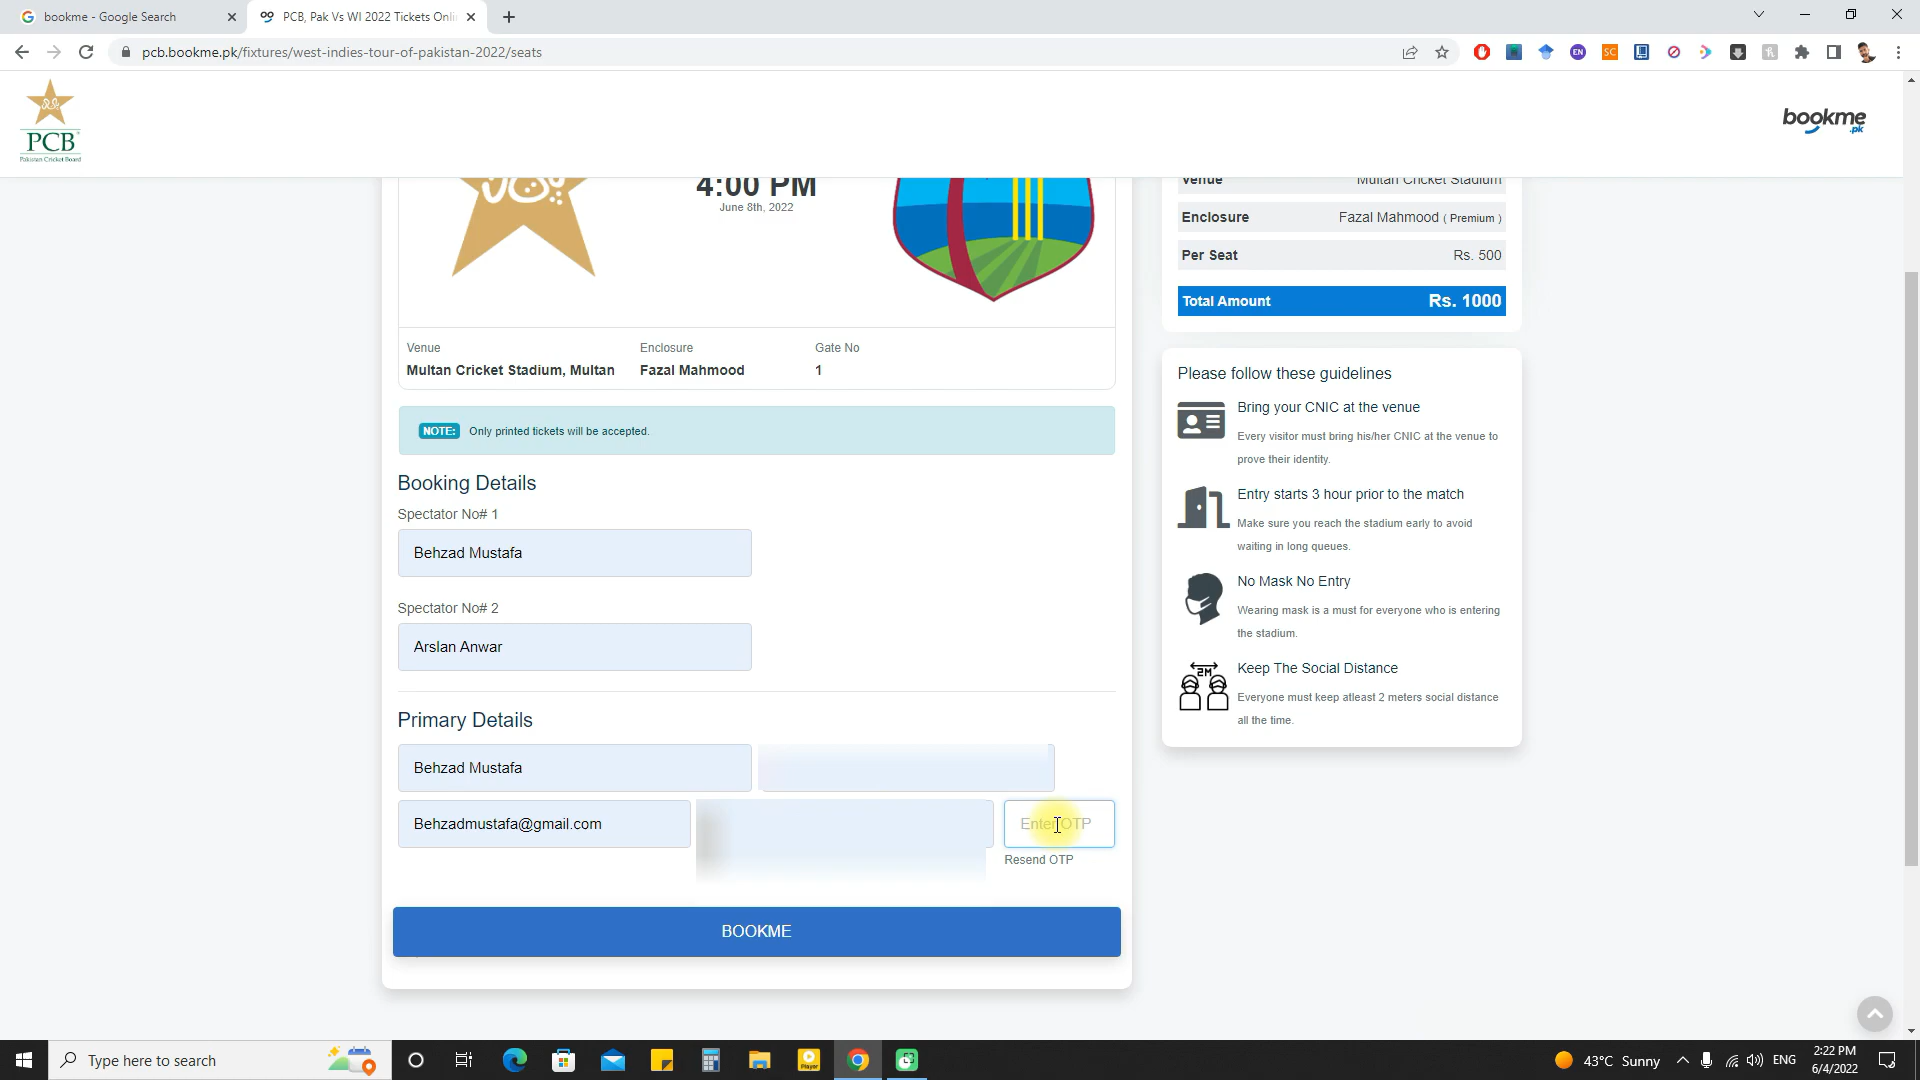 bookme - Google Search
PCB, Pak Vs WI 2022 Tickets Onli
pcb.bookme.pk/fixtures/west-indies-tour-of-pakistan-2022/seats
EN
SC
PCB
Pakistan Cricket Board
bookme
.pk
4:00 PM
June 8th, 2022
Venue
Multan Cricket Stadium, Multan
Enclosure
Fazal Mahmood
Gate No
1
NOTE: Only printed tickets will be accepted.
Booking Details
Spectator No# 1
Behzad Mustafa
Spectator No# 2
Arslan Anwar
Primary Details
Behzad Mustafa
Behzadmustafa@gmail.com
Enter OTP
Resend OTP
BOOKME
Venue Multan Cricket Stadium
Enclosure Fazal Mahmood ( Premium )
Per Seat Rs. 500
Total Amount Rs. 1000
Please follow these guidelines
Bring your CNIC at the venue
Every visitor must bring his/her CNIC at the venue to
prove their identity.
Entry starts 3 hour prior to the match
Make sure you reach the stadium early to avoid
waiting in long queues.
No Mask No Entry
Wearing mask is a must for everyone who is entering
the stadium.
2M
Keep The Social Distance
Everyone must keep atleast 2 meters social distance
all the time.
Type here to search
Player
43°C Sunny
ENG
2:22 PM
6/4/2022